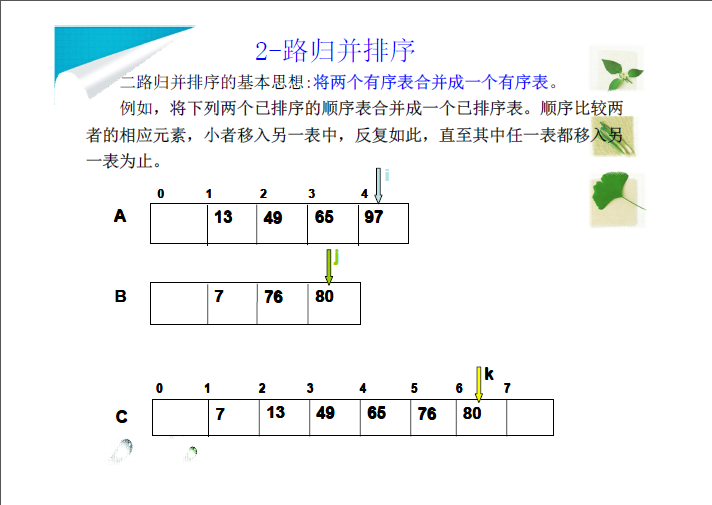 2-路归并排序
二路归并排序的基本思想:将两个有序表合并成一个有序表。
例如，将下列两个已排序的顺序表合并成一个已排序表。顺序比较两
者的相应元素，小者移入另一表中，反复如此，直至其中任一表都移入另
一表为止。
i
0 1 2 3 4
A 13 49 65 97
j
B 7 76 80
k
0 1 2 3 4 5 6 7
C 7 13 49 65 76 80